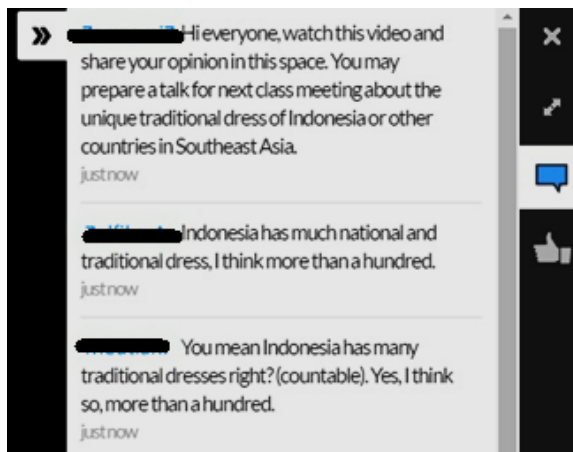 Hi everyone, watch this video and
share your opinion in this space. You may
prepare a talk for next class meeting about the
unique traditional dress of Indonesia or other
countries in Southeast Asia.
just now
Indonesia has much national and
traditional dress, I think more than a hundred.
just now
You mean Indonesia has many
traditional dresses right? (countable). Yes, I think
so, more than a hundred.
just now